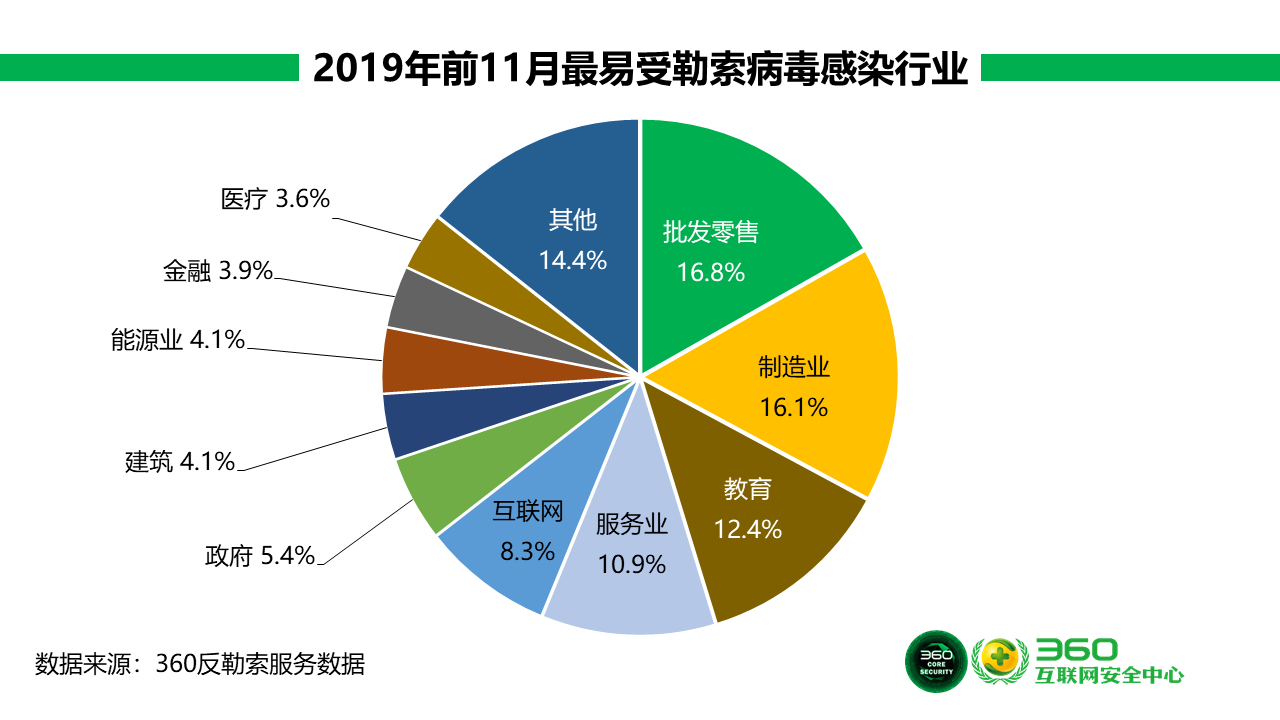 2019年前11月最易受勒索病毒感染行业
其他
14.4%
批发零售
16.8%
医疗 3.6%
金融 3.9%
能源业 4.1%
制造业
16.1%
建筑 4.1%
教育
12.4%
互联网
8.3%
服务业
10.9%
政府 5.4%
数据来源：360反勒索服务数据
360
CORE
SECURITY
360
互联网安全中心